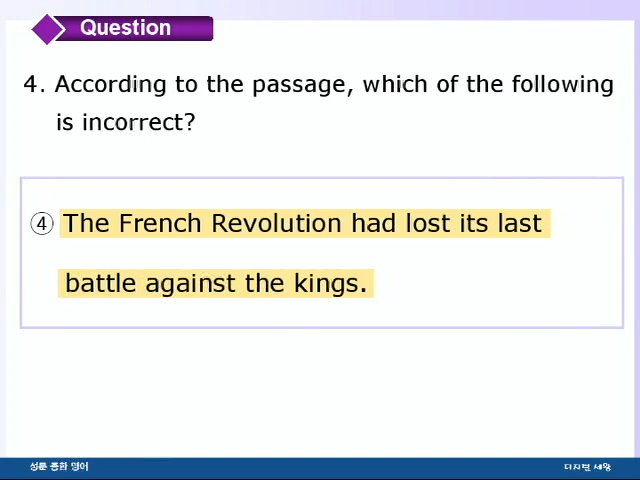 Question
4. According to the passage, which of the following
is incorrect?
④ The French Revolution had lost its last
battle against the kings.
성문 종합 영어
디지털 세왕